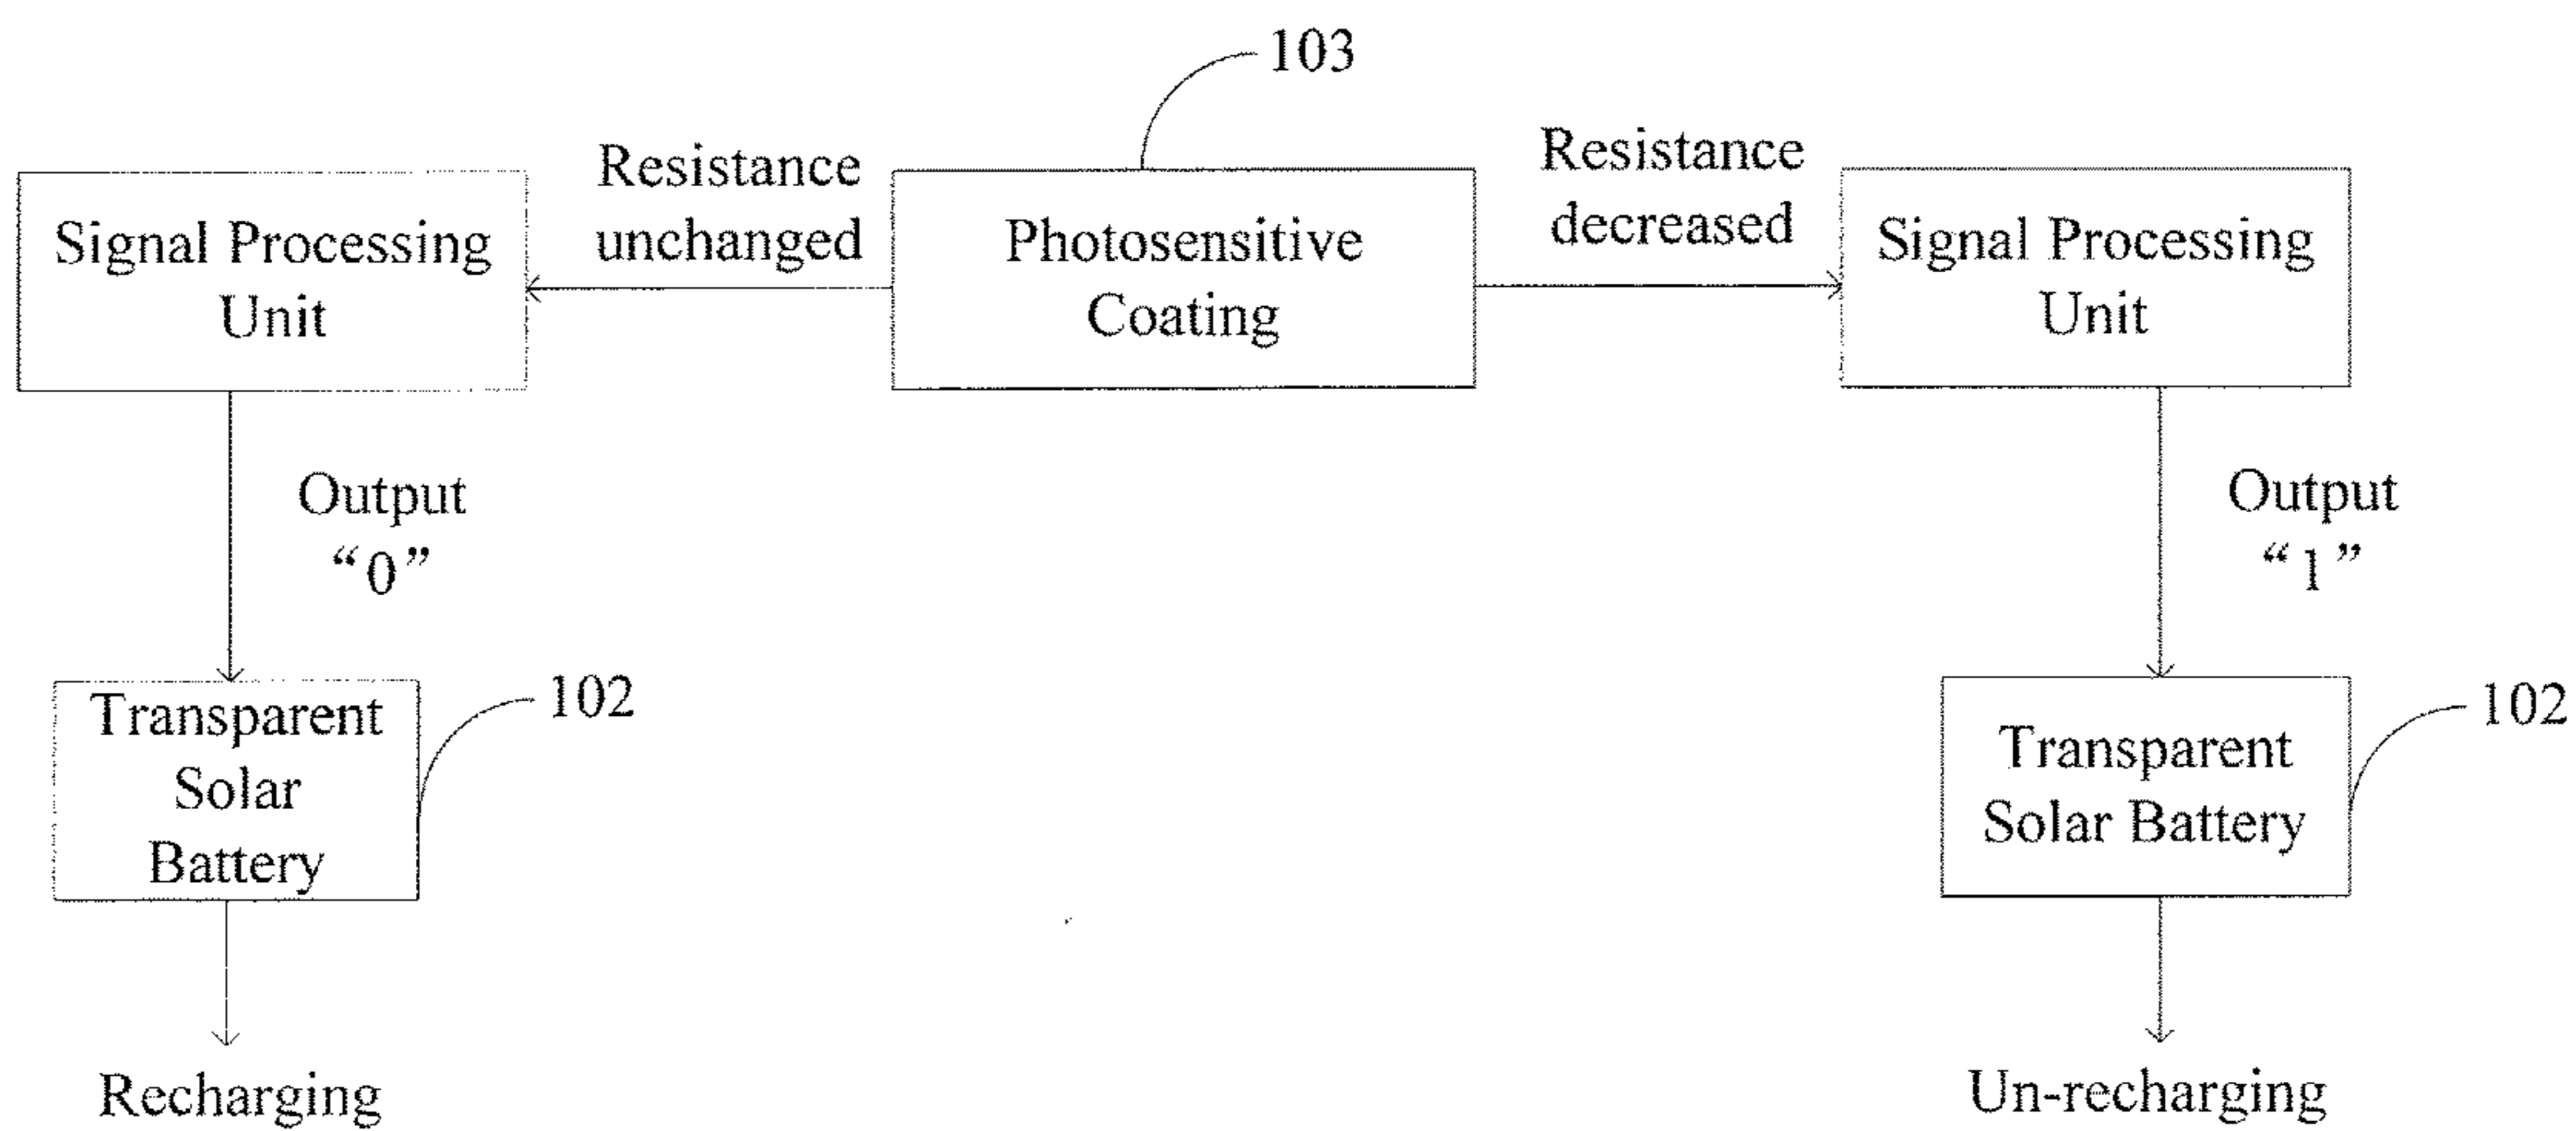 103
Resistance
unchanged
Resistance
decreased
Signal Processing
Unit
Photosensitive
Coating
Signal Processing
Unit
Output
“0”
Output
“1”
Transparent
Solar
Battery
102
Transparent
Solar Battery
102
Recharging
Un-recharging